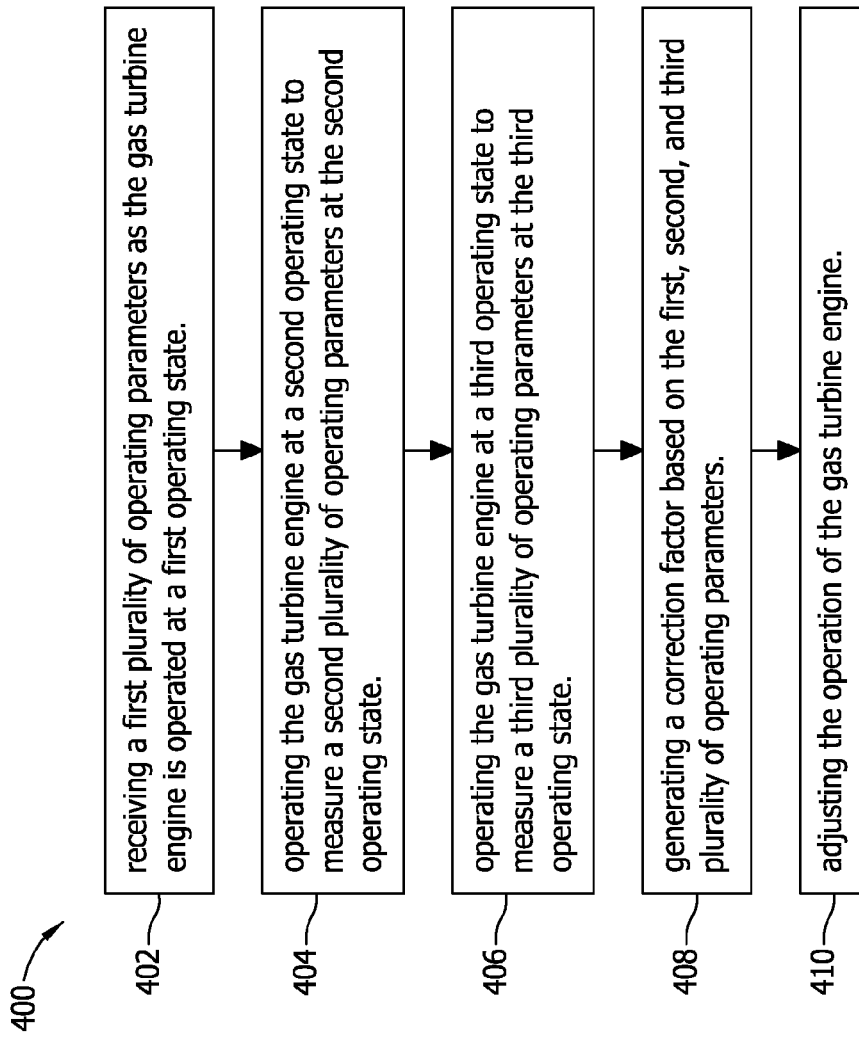 400
402
receiving a first plurality of operating parameters as the gas turbine
engine is operated at a first operating state.
404
operating the gas turbine engine at a second operating state to
measure a second plurality of operating parameters at the second
operating state.
406
operating the gas turbine engine at a third operating state to
measure a third plurality of operating parameters at the third
operating state.
408
generating a correction factor based on the first, second, and third
plurality of operating parameters.
410
adjusting the operation of the gas turbine engine.